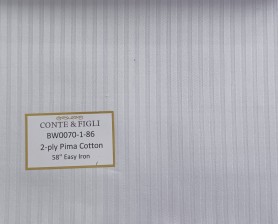 CONTE & FIGLI
BW0070-1-86
2-ply Pima Cotton
58" Easy Iron